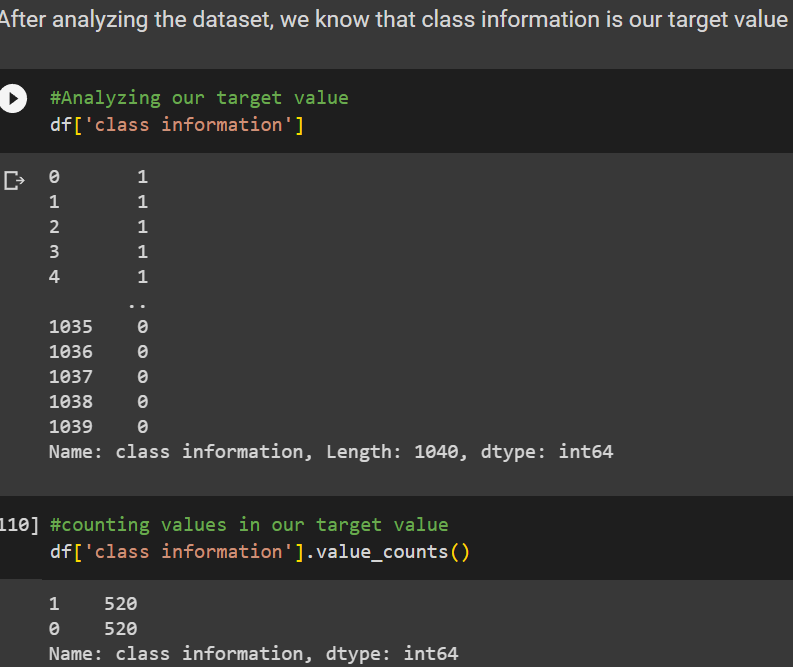 After analyzing the dataset, we know that class information is our target value
#Analyzing our target value
df['class information']
0 1
1 1
2 1
3 1
4 1
..
1035 0
1036 0
1037 0
1038 0
1039 0
Name: class information, Length: 1040, dtype: int64
110] #counting values in our target value
df['class information'].value_counts()
1 520
0 520
Name: class information, dtype: int64